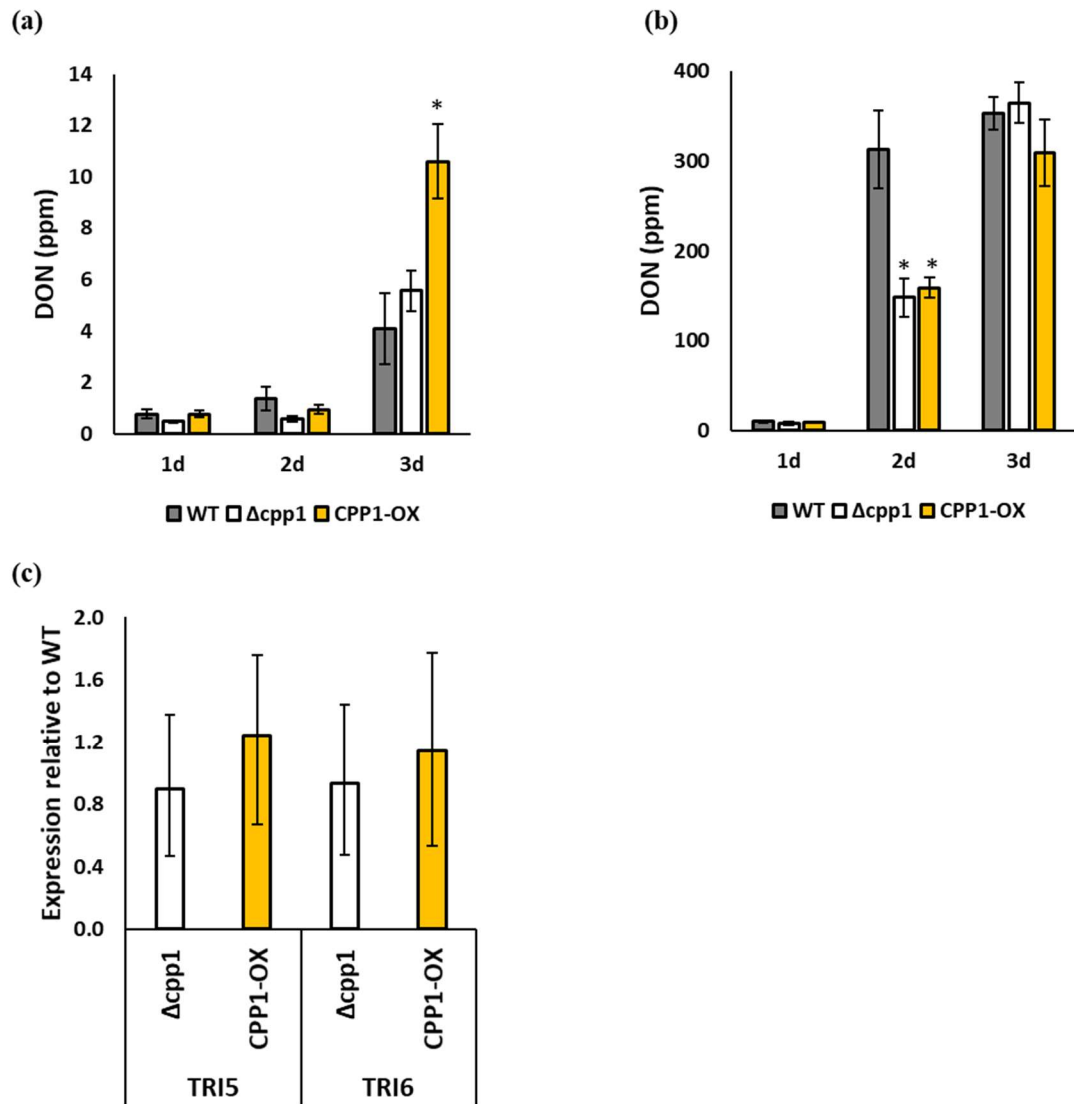 (a)
14
12
10
8
6
4
2
0
DON (ppm)
*
1d 2d 3d
WT Δcpp1 CPP1-OX
(b)
400
300
200
100
0
DON (ppm)
* *
1d 2d 3d
WT Δcpp1 CPP1-OX
(c)
2.0
1.6
1.2
0.8
0.4
0.0
Expression relative to WT
Δcpp1
CPP1-OX
Δcpp1
CPP1-OX
TRI5 TRI6